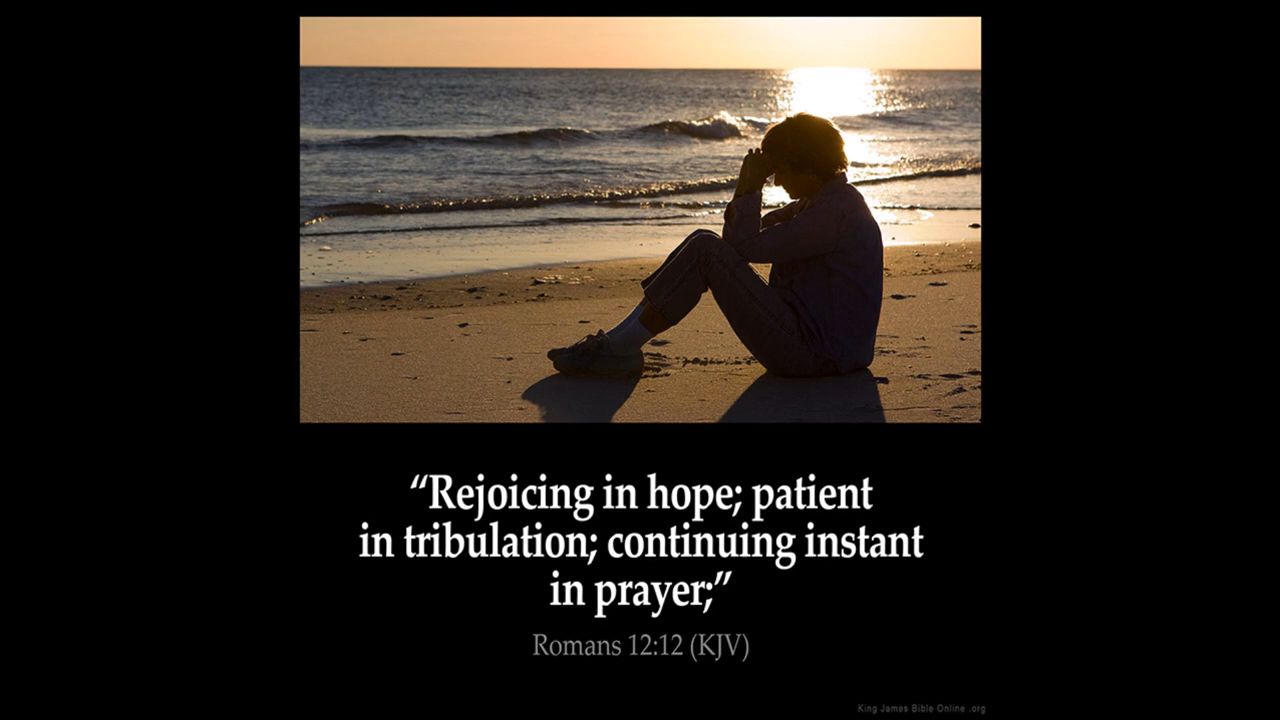 “Rejoicing in hope; patient
in tribulation; continuing instant
in prayer;”
Romans 12:12 (KJV)
King James Bible Online .org